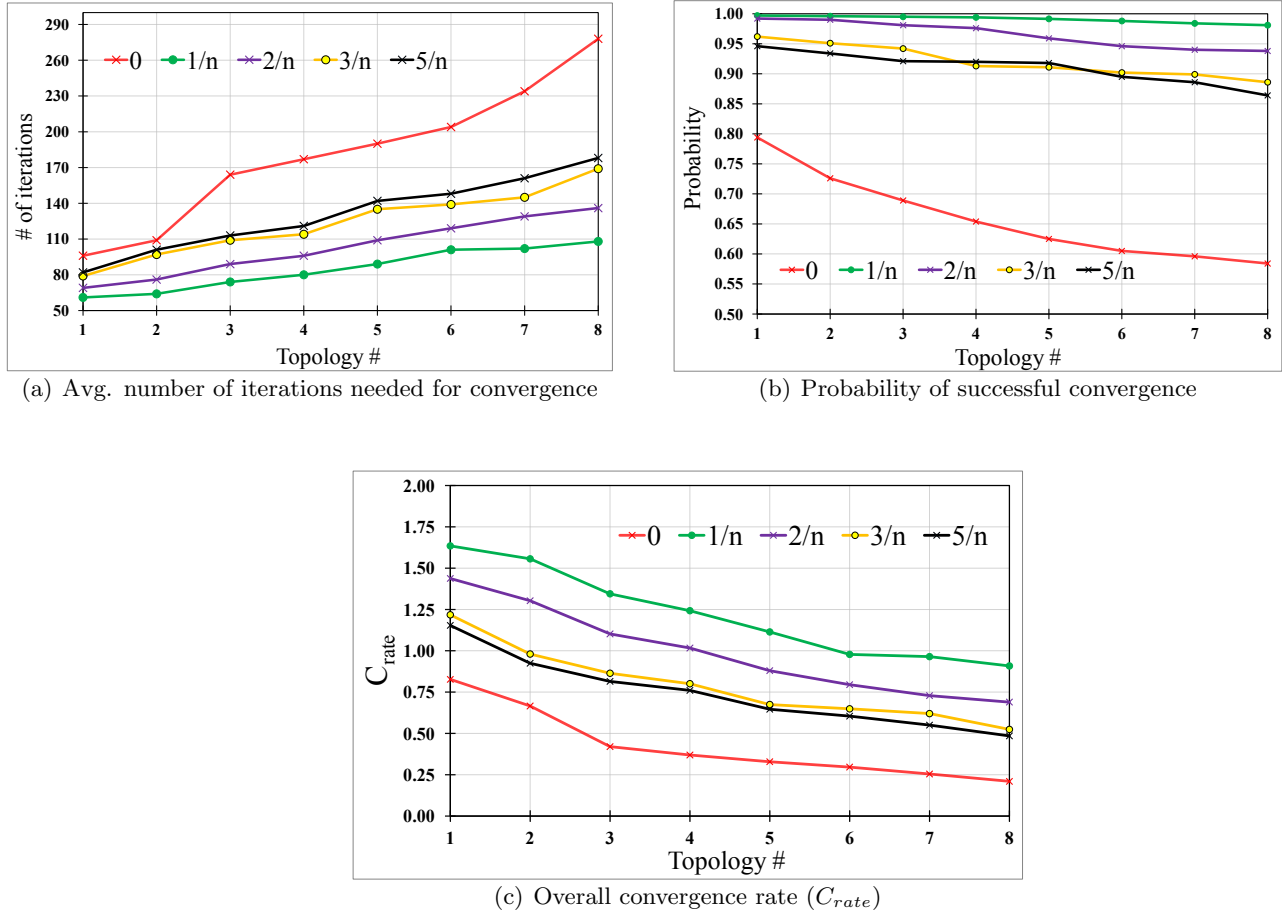 290
260
230
200
170
140
110
80
50
# of iterations
0 1/n 2/n 3/n 5/n
1 2 3 4 5 6 7 8
Topology #
(a) Avg. number of iterations needed for convergence
1.00
0.95
0.90
0.85
0.80
0.75
0.70
0.65
0.60
0.55
0.50
Probability
0 1/n 2/n 3/n 5/n
1 2 3 4 5 6 7 8
Topology #
(b) Probability of successful convergence
2.00
1.75
1.50
1.25
1.00
0.75
0.50
0.25
0.00
C_rate
0 1/n 2/n 3/n 5/n
1 2 3 4 5 6 7 8
Topology #
(c) Overall convergence rate (C_rate)